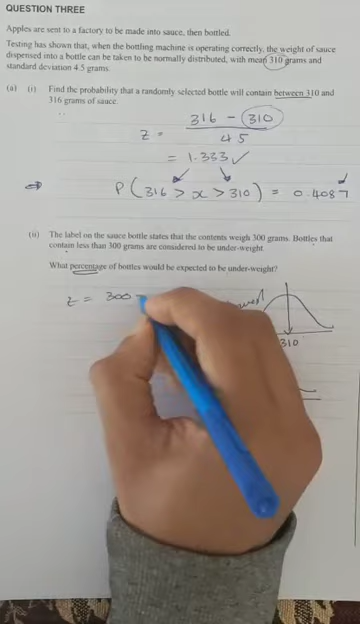 QUESTION THREE
Apples are sent to a factory to be made into sauce, then bottled.
Testing has shown that, when the bottling machine is operating correctly, the weight of sauce
dispensed into a bottle can be taken to be normally distributed, with mean 310 grams and
standard deviation 4.5 grams.
(a) (i) Find the probability that a randomly selected bottle will contain between 310 and
316 grams of sauce.
z = 316 - 310
4.5
= 1.333 ✓
⇒ P(316 > x > 310) = 0.4087
(ii) The label on the sauce bottle states that the contents weigh 300 grams. Bottles that
contain less than 300 grams are considered to be under-weight.
What percentage of bottles would be expected to be under-weight?
z = 300 -
310